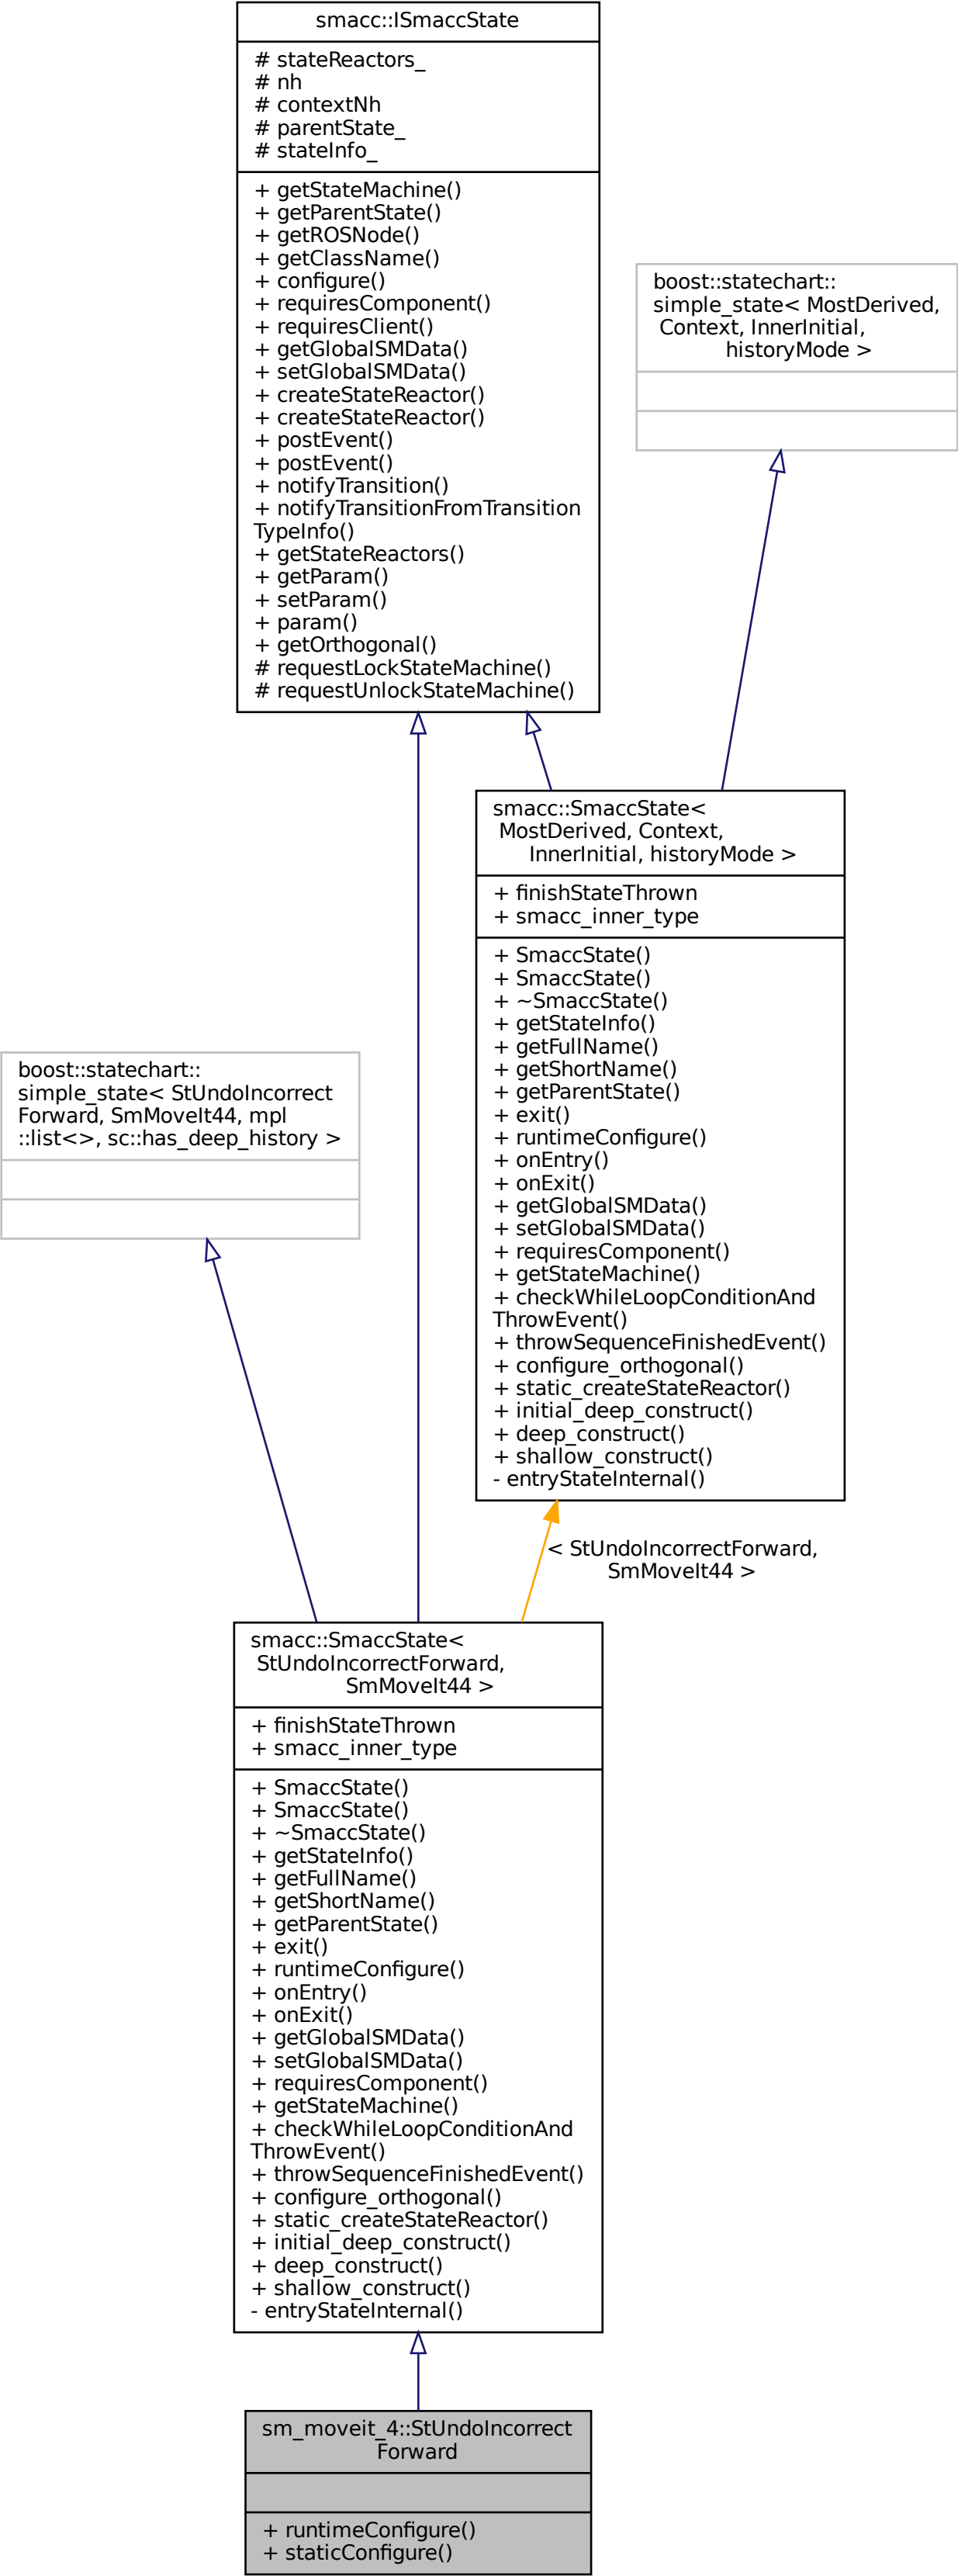 smacc::ISmaccState
# stateReactors_
# nh
# contextNh
# parentState_
# stateInfo_
+ getStateMachine()
+ getParentState()
+ getROSNode()
+ getClassName()
+ configure()
+ requiresComponent()
+ requiresClient()
+ getGlobalSMData()
+ setGlobalSMData()
+ createStateReactor()
+ createStateReactor()
+ postEvent()
+ postEvent()
+ notifyTransition()
+ notifyTransitionFromTransition
TypeInfo()
+ getStateReactors()
+ getParam()
+ setParam()
+ param()
+ getOrthogonal()
# requestLockStateMachine()
# requestUnlockStateMachine()
boost::statechart::
simple_state< MostDerived,
Context, InnerInitial,
historyMode >
smacc::SmaccState<
MostDerived, Context,
InnerInitial, historyMode >
+ finishStateThrown
+ smacc_inner_type
+ SmaccState()
+ SmaccState()
+ ~SmaccState()
+ getStateInfo()
+ getFullName()
+ getShortName()
+ getParentState()
+ exit()
+ runtimeConfigure()
+ onEntry()
+ onExit()
+ getGlobalSMData()
+ setGlobalSMData()
+ requiresComponent()
+ getStateMachine()
+ checkWhileLoopConditionAnd
ThrowEvent()
+ throwSequenceFinishedEvent()
+ configure_orthogonal()
+ static_createStateReactor()
+ initial_deep_construct()
+ deep_construct()
+ shallow_construct()
- entryStateInternal()
boost::statechart::
simple_state< StUndoIncorrect
Forward, SmMoveIt44, mpl
::list<>, sc::has_deep_history >
< StUndoIncorrectForward,
SmMoveIt44 >
smacc::SmaccState<
StUndoIncorrectForward,
SmMoveIt44 >
+ finishStateThrown
+ smacc_inner_type
+ SmaccState()
+ SmaccState()
+ ~SmaccState()
+ getStateInfo()
+ getFullName()
+ getShortName()
+ getParentState()
+ exit()
+ runtimeConfigure()
+ onEntry()
+ onExit()
+ getGlobalSMData()
+ setGlobalSMData()
+ requiresComponent()
+ getStateMachine()
+ checkWhileLoopConditionAnd
ThrowEvent()
+ throwSequenceFinishedEvent()
+ configure_orthogonal()
+ static_createStateReactor()
+ initial_deep_construct()
+ deep_construct()
+ shallow_construct()
- entryStateInternal()
sm_moveit_4::StUndoIncorrect
Forward
+ runtimeConfigure()
+ staticConfigure()